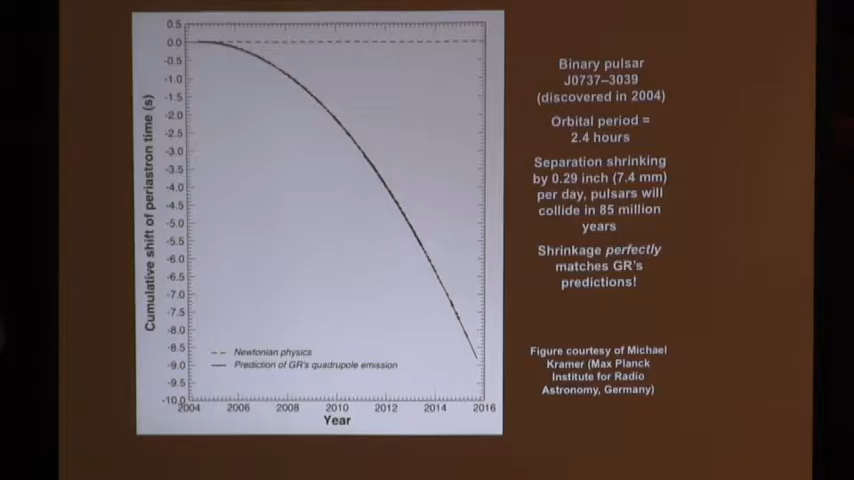 0.5
0.0
-0.5
-1.0
-1.5
-2.0
-2.5
-3.0
-3.5
-4.0
-4.5
-5.0
-5.5
-6.0
-6.5
-7.0
-7.5
-8.0
-8.5
-9.0
-9.5
-10.0
Cumulative shift of periastron time (s)
Newtonian physics
Prediction of GR's quadrupole emission
2004 2006 2008 2010 2012 2014 2016
Year
Binary pulsar
J0737–3039
(discovered in 2004)
Orbital period =
2.4 hours
Separation shrinking
by 0.29 inch (7.4 mm)
per day, pulsars will
collide in 85 million
years
Shrinkage perfectly
matches GR's
predictions!
Figure courtesy of Michael
Kramer (Max Planck
Institute for Radio
Astronomy, Germany)